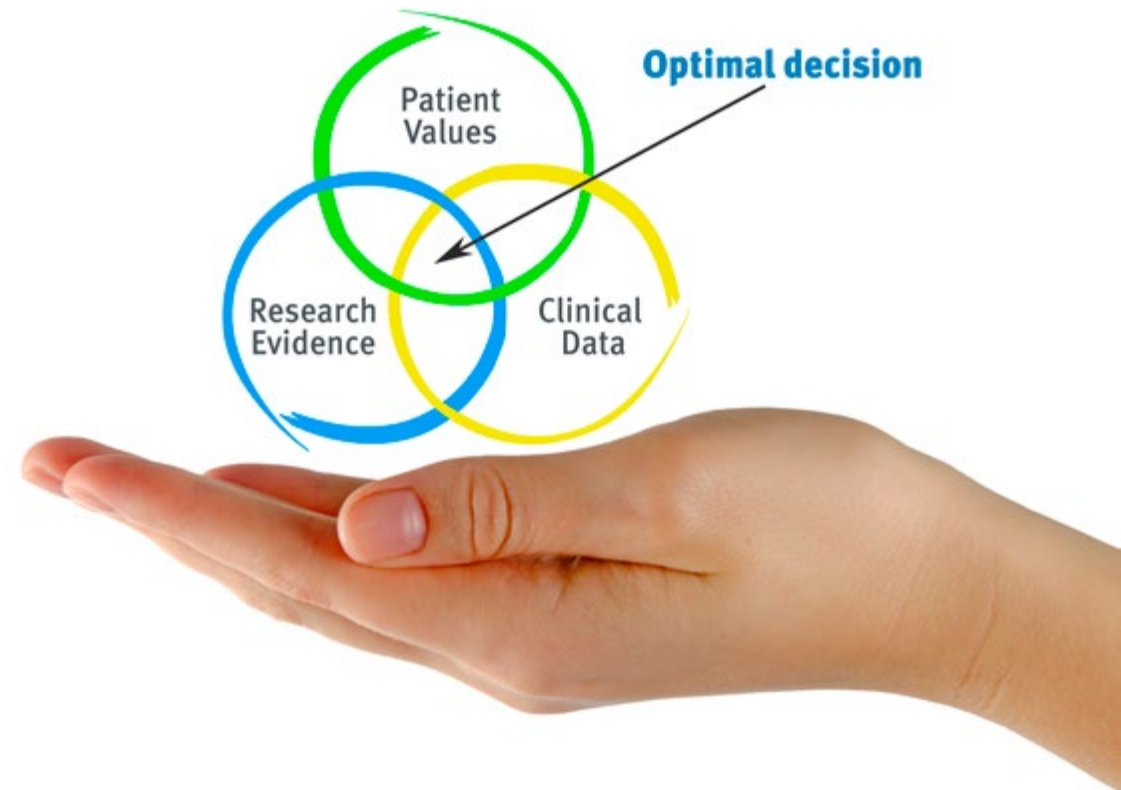 Optimal decision
Patient
Values
Research
Evidence
Clinical
Data